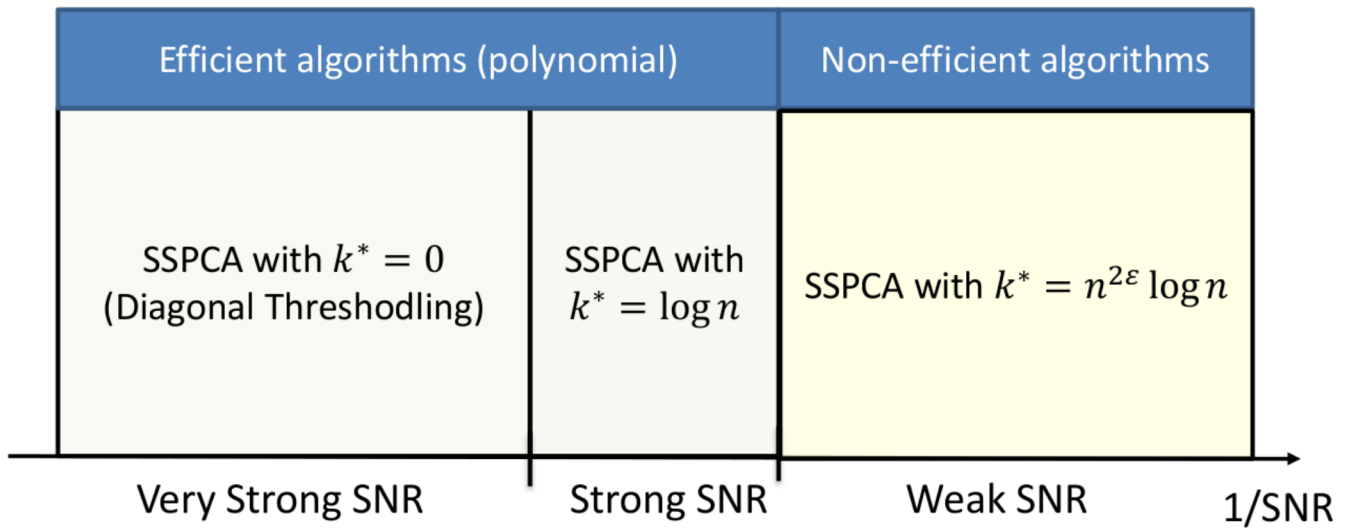 Efficient algorithms (polynomial)
Non-efficient algorithms
SSPCA with k* = 0
(Diagonal Threshodling)
SSPCA with
k* = log n
SSPCA with k* = n^{2ε} log n
Very Strong SNR
Strong SNR
Weak SNR
1/SNR